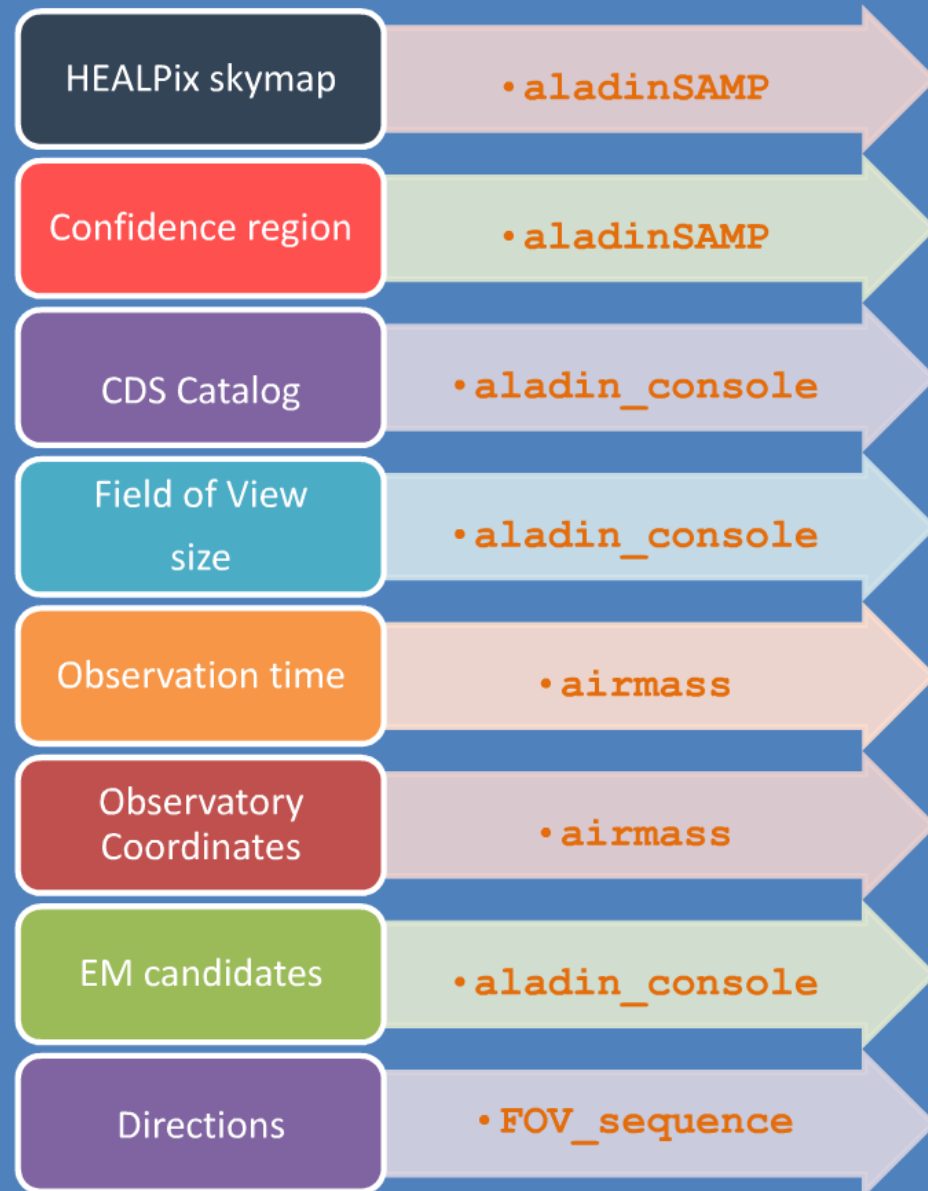 HEALPix skymap
• aladinSAMP
Confidence region
• aladinSAMP
CDS Catalog
• aladin_console
Field of View
size
• aladin_console
Observation time
• airmass
Observatory
Coordinates
• airmass
EM candidates
• aladin_console
Directions
• FOV_sequence